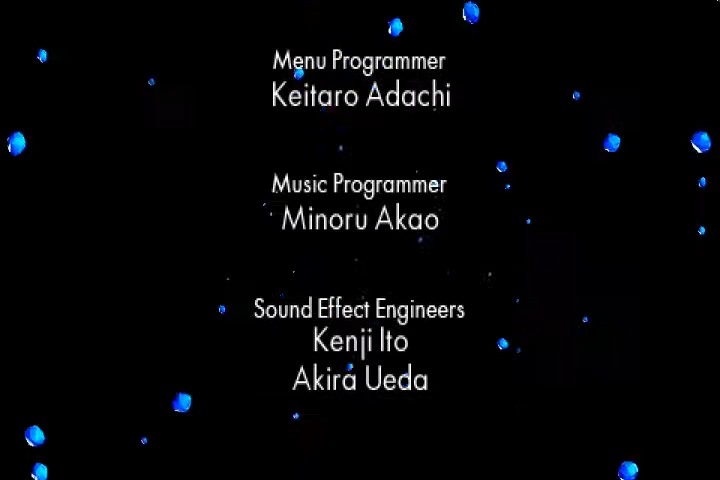 Menu Programmer
Keitaro Adachi
Music Programmer
Minoru Akao
Sound Effect Engineers
Kenji Ito
Akira Ueda